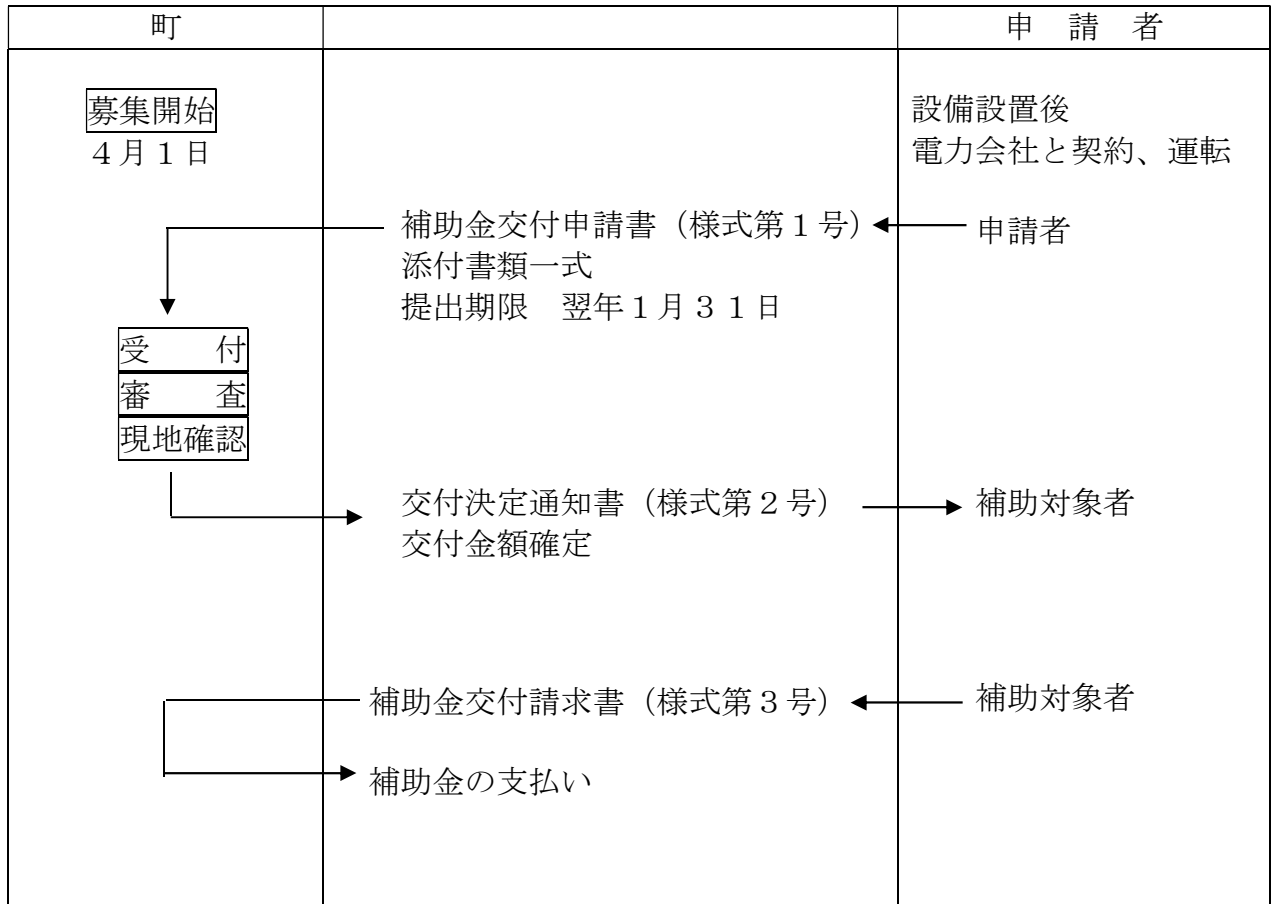 町
申　請　者
募集開始
４月１日
設備設置後
電力会社と契約、運転
補助金交付申請書（様式第１号）
申請者
添付書類一式
提出期限　翌年１月３１日
受　　付
審　　査
現地確認
交付決定通知書（様式第２号）
補助対象者
交付金額確定
補助金交付請求書（様式第３号）
補助対象者
補助金の支払い